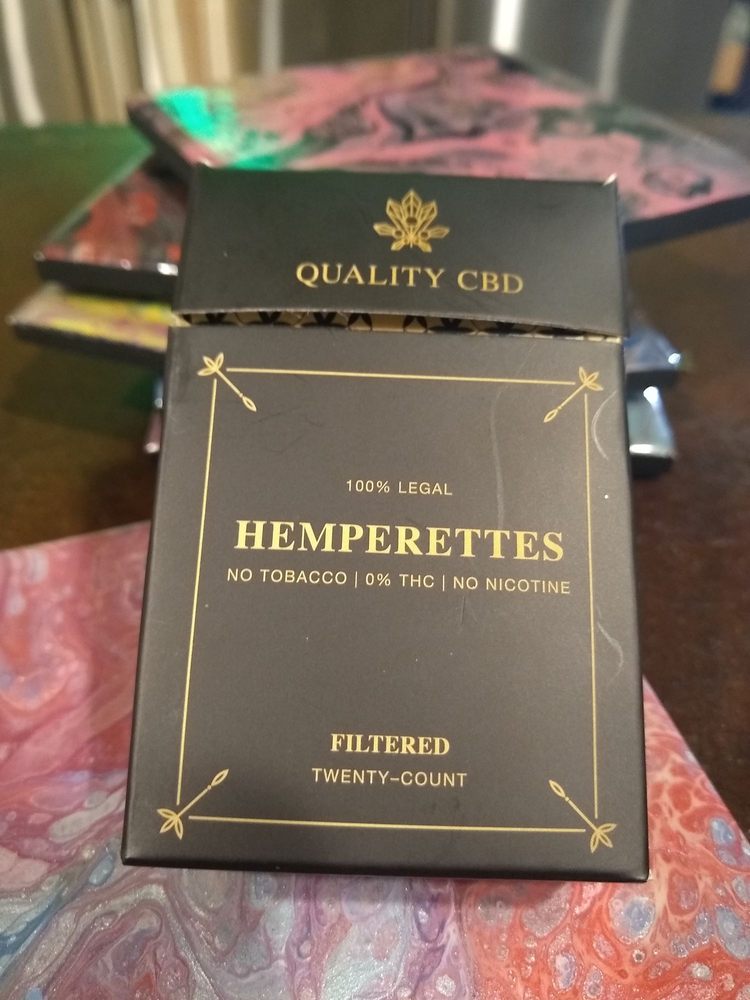 QUALITY CBD
100% LEGAL
HEMPERETTES
NO TOBACCO | 0% THC | NO NICOTINE
FILTERED
TWENTY-COUNT